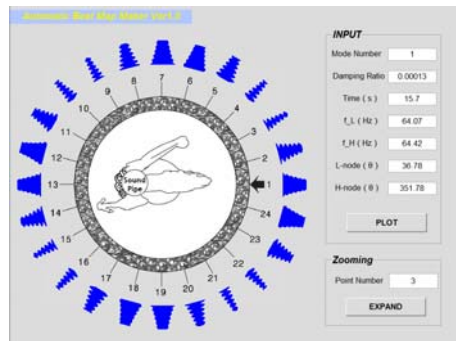 Automatic Beat Map Maker Ver1.0
INPUT
Mode Number 1
Damping Ratio 0.00013
Time ( s ) 15.7
f_L ( Hz ) 64.07
f_H ( Hz ) 64.42
L-node ( θ ) 36.78
H-node ( θ ) 351.78
PLOT
Zooming
Point Number 3
EXPAND
7
8
6
9
5
10
4
11
3
12
2
13
1
14
24
15
23
16
22
17
21
18
19
20
Sound
Pipe